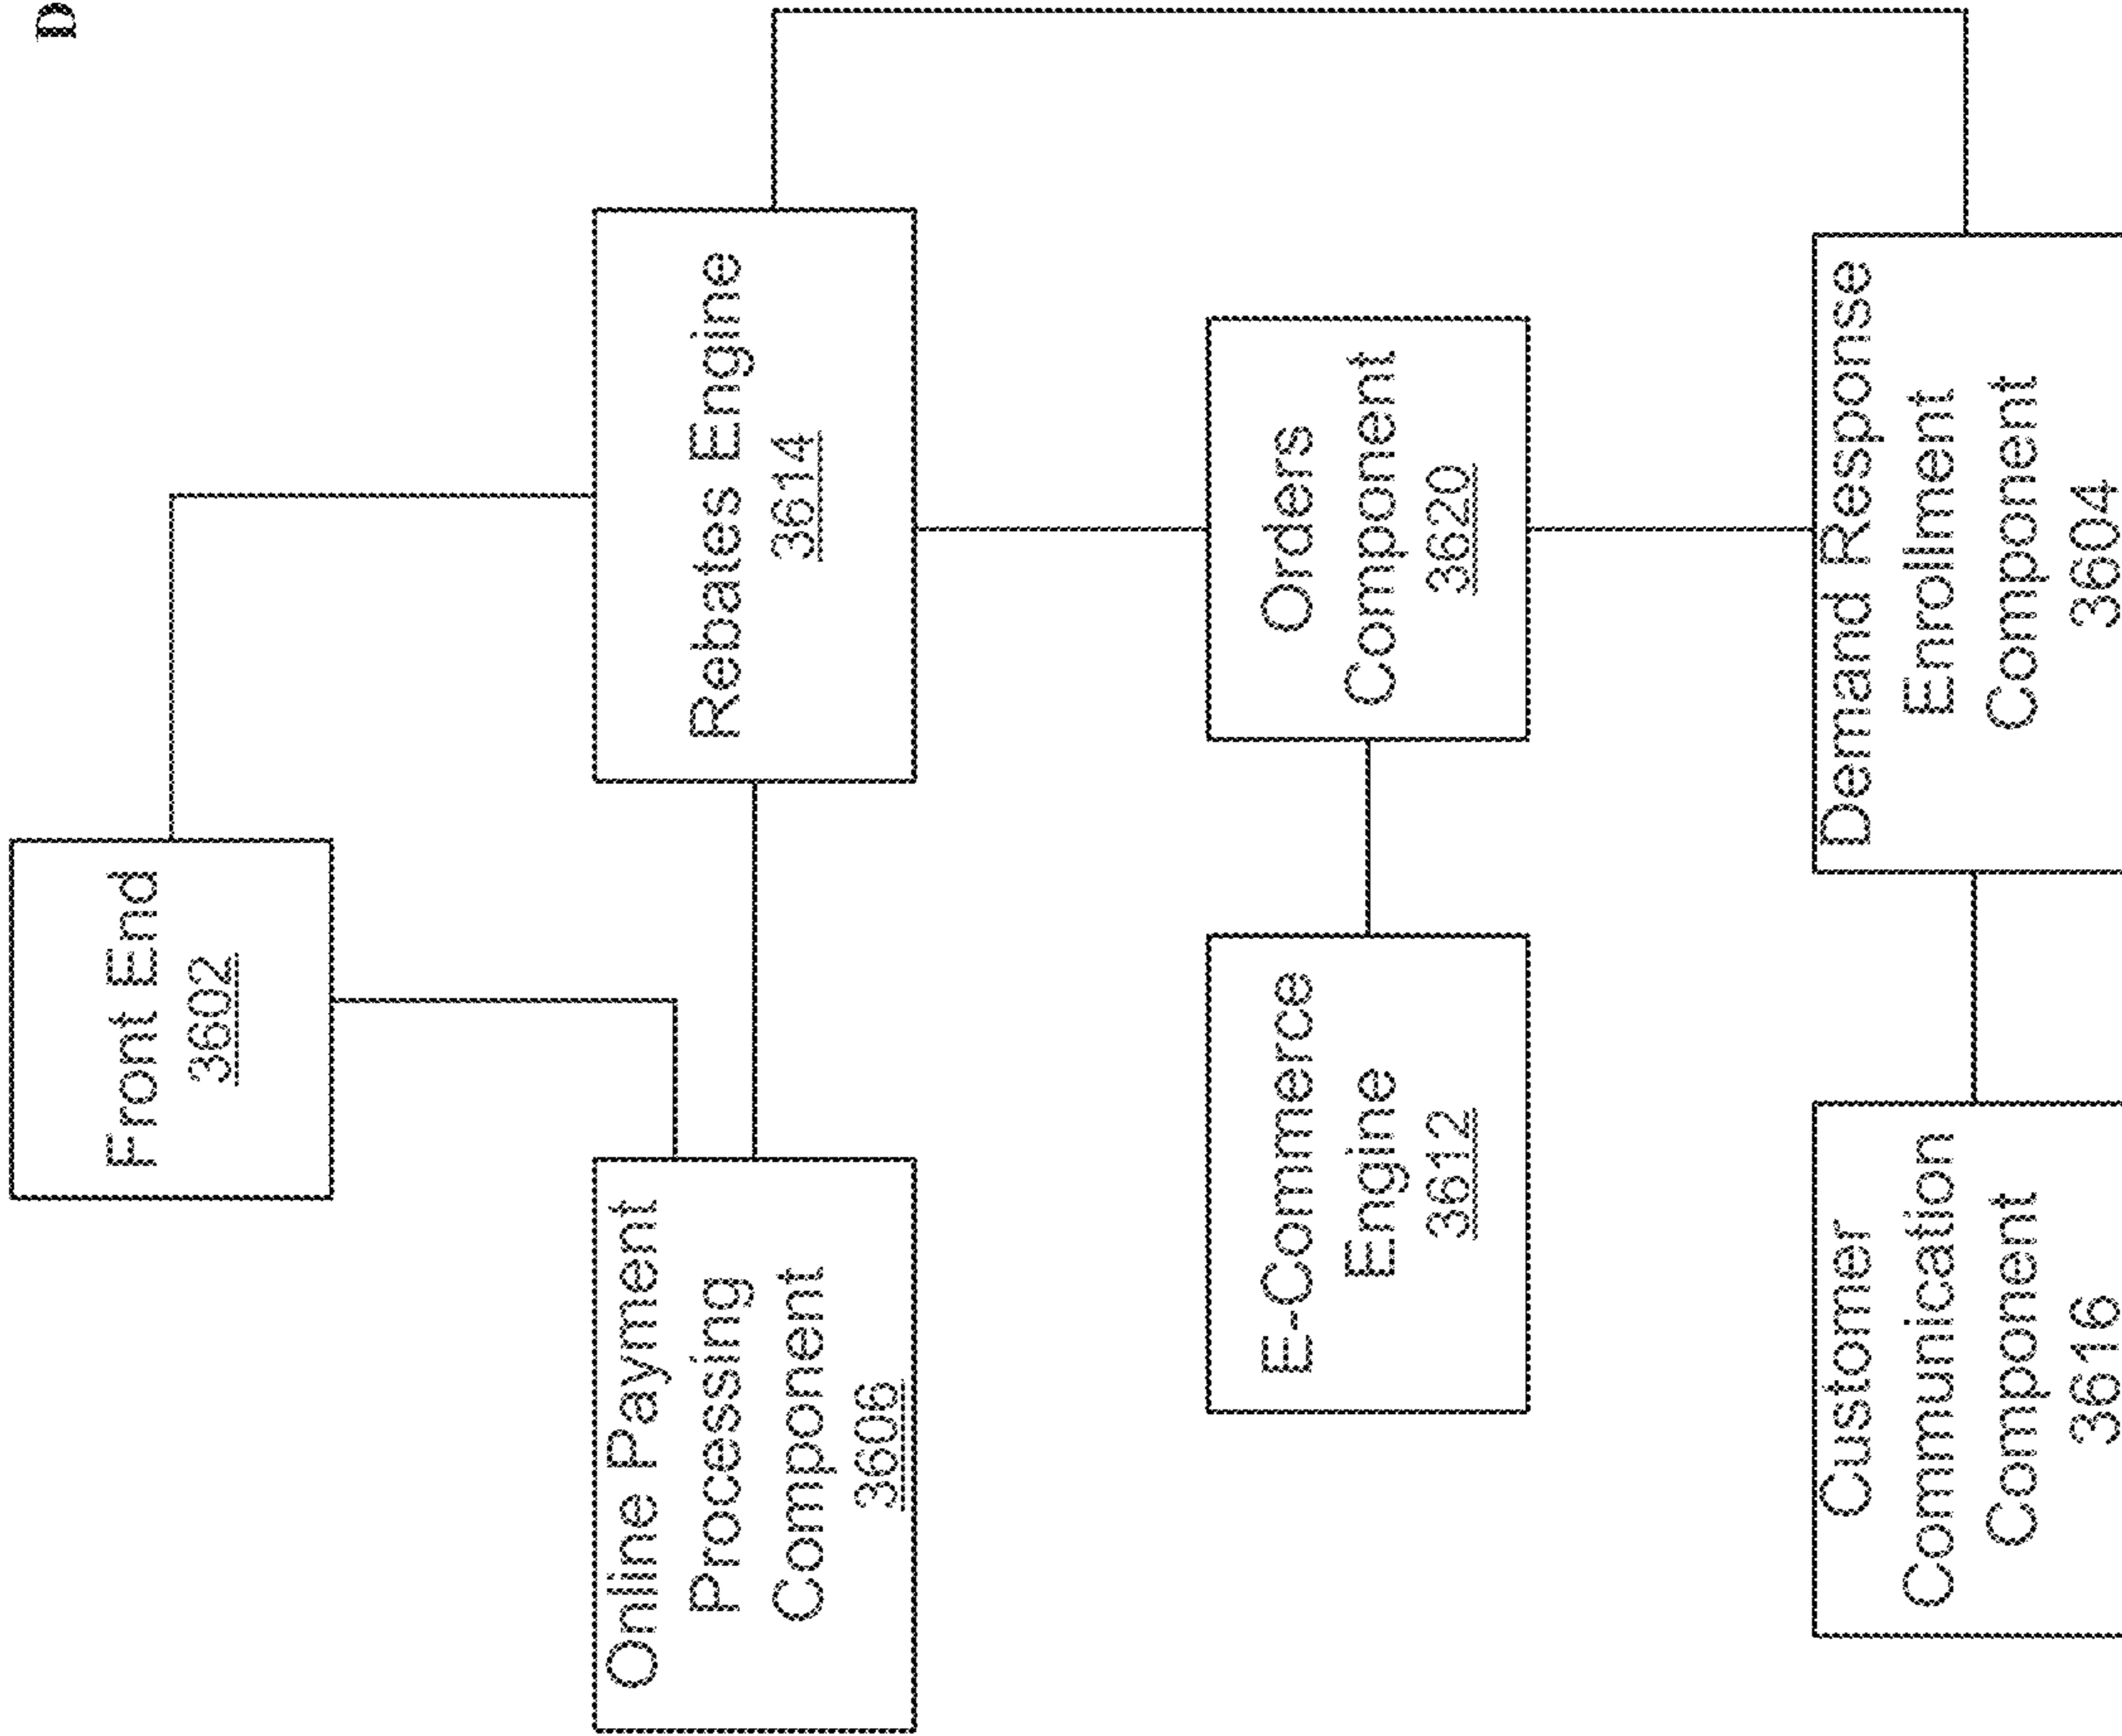 Front End
3602
Online Payment
Processing
Component
3606
Rebates Engine
3614
E-Commerce
Engine
3612
Orders
Component
3620
Customer
Communication
Component
3616
Demand Response
Enrollment
Component
3604